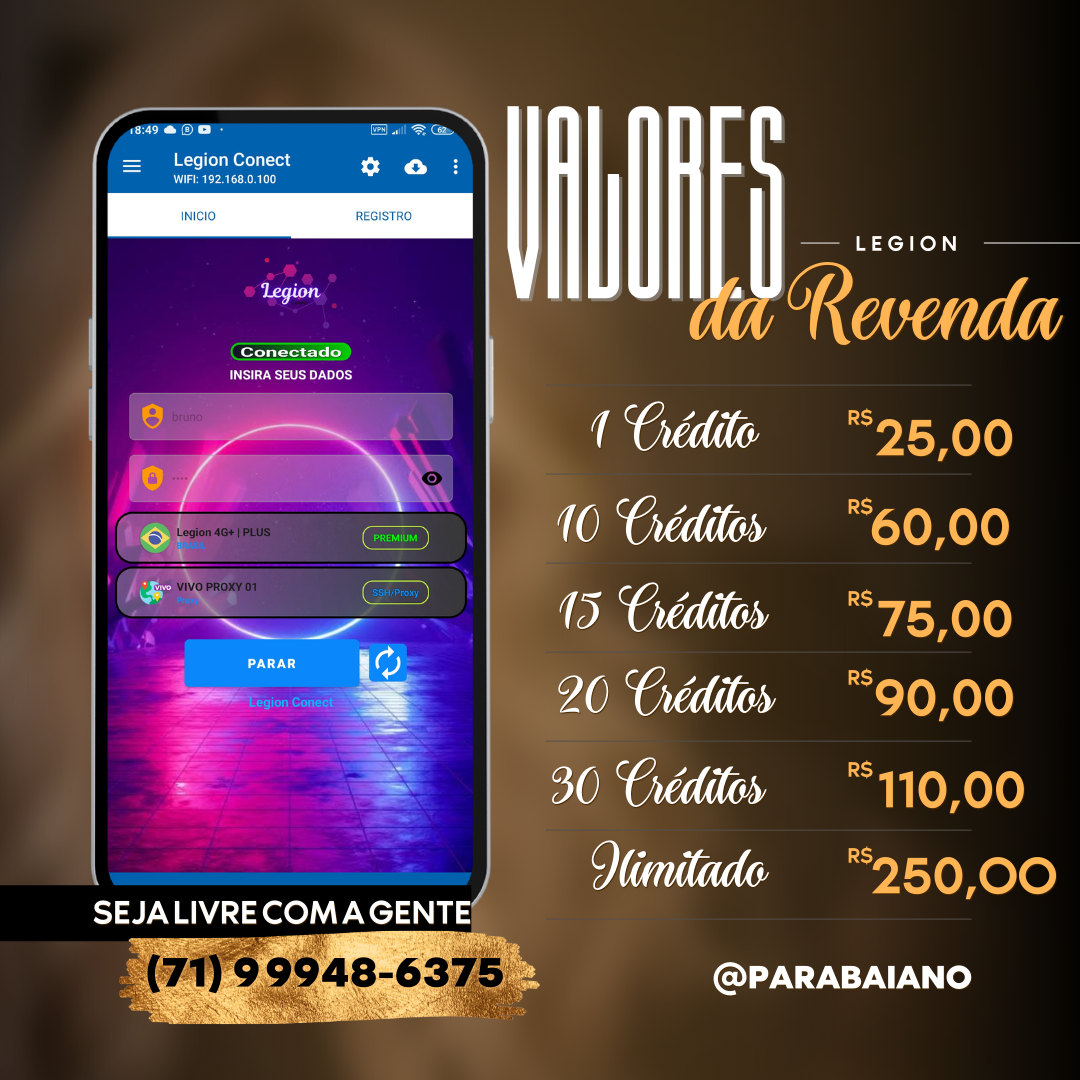 18:49
VPN
62
Legion Conect
WIFI: 192.168.0.100
INICIO
REGISTRO
Legion
Conectado
INSIRA SEUS DADOS
bruno
••••
Legion 4G+ | PLUS
PREMIUM
vivo
VIVO PROXY 01
SSH/Proxy
PARAR
Legion Conect
SEJA LIVRE COM A GENTE
(71) 9 9948-6375
VALORES
LEGION
da Revenda
1 Crédito R$ 25,00
10 Créditos R$ 60,00
15 Créditos R$ 75,00
20 Créditos R$ 90,00
30 Créditos R$ 110,00
Ilimitado R$ 250,00
@PARABAIANO